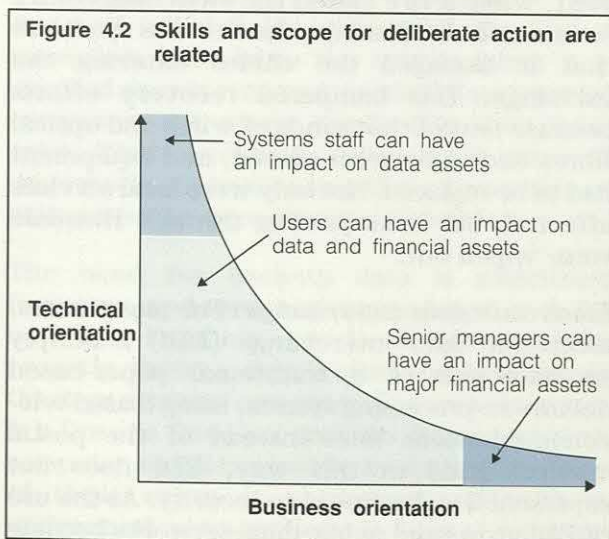 Figure 4.2 Skills and scope for deliberate action are
related
Systems staff can have
an impact on data assets
Users can have an impact on
data and financial assets
Technical
orientation
Senior managers can
have an impact on
major financial assets
Business orientation